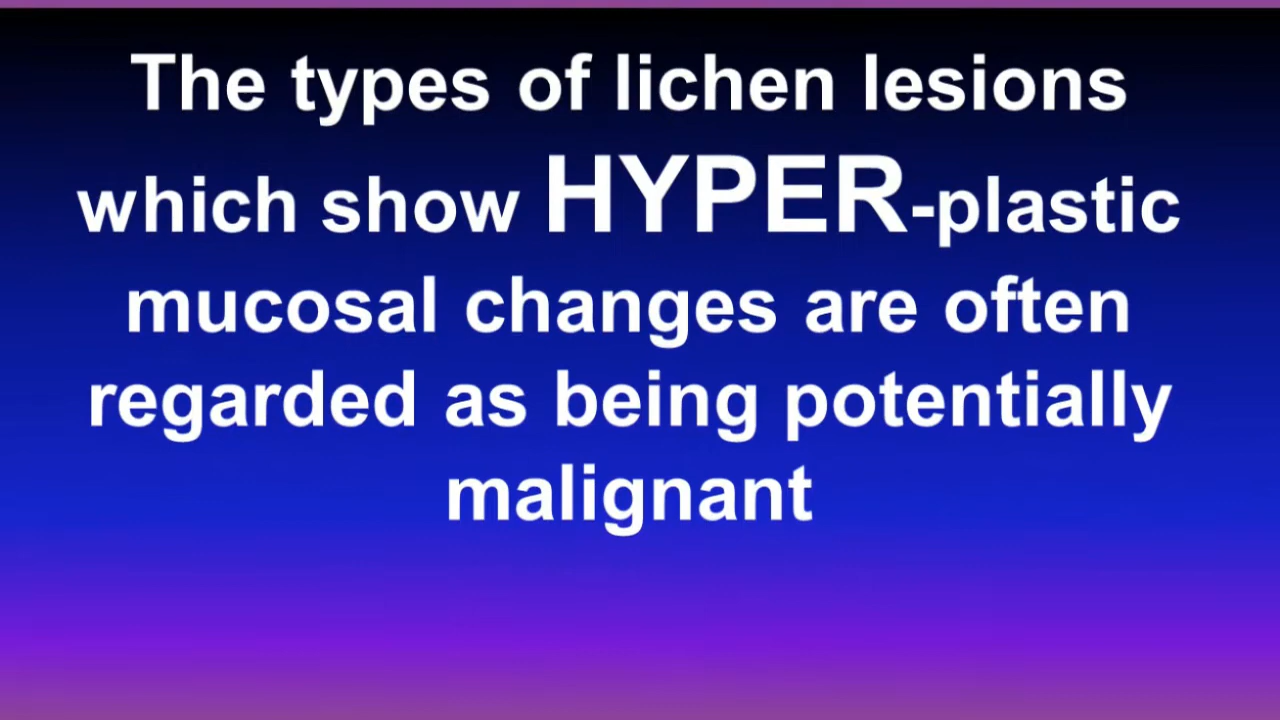 The types of lichen lesions
which show HYPER-plastic
mucosal changes are often
regarded as being potentially
malignant